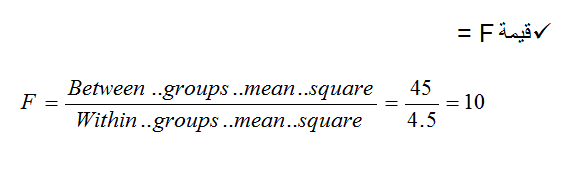 ✓قيمة F =
F = Between ..groups ..mean..square / Within ..groups ..mean..square = 45 / 4.5 = 10